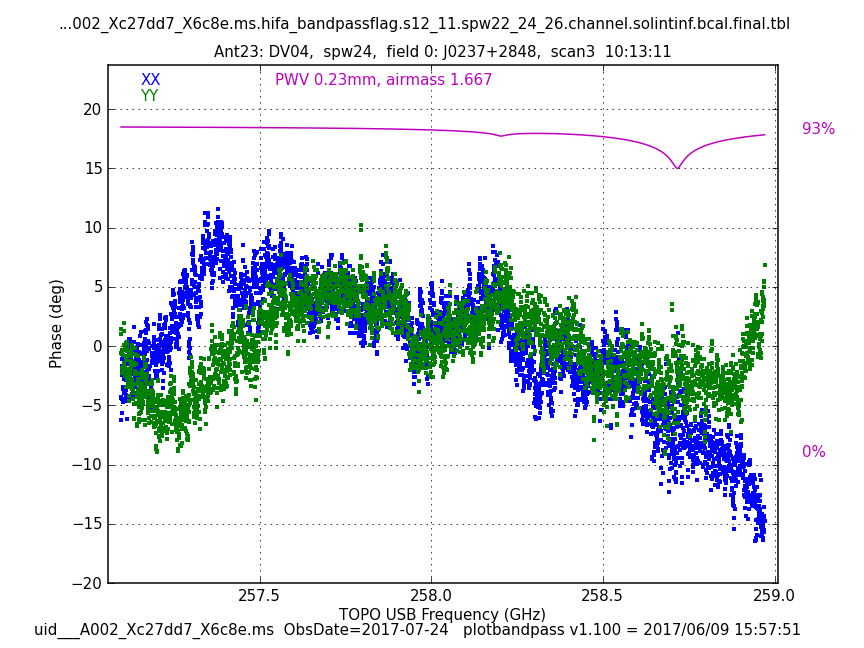 ...002_Xc27dd7_X6c8e.ms.hifa_bandpassflag.s12_11.spw22_24_26.channel.solintinf.bcal.final.tbl
Ant23: DV04, spw24, field 0: J0237+2848, scan3 10:13:11
XX
PWV 0.23mm, airmass 1.667
YY
20
93%
15
10
5
Phase (deg)
0
−5
0%
−10
−15
−20
257.5 258.0 258.5 259.0
TOPO USB Frequency (GHz)
uid___A002_Xc27dd7_X6c8e.ms ObsDate=2017-07-24 plotbandpass v1.100 = 2017/06/09 15:57:51